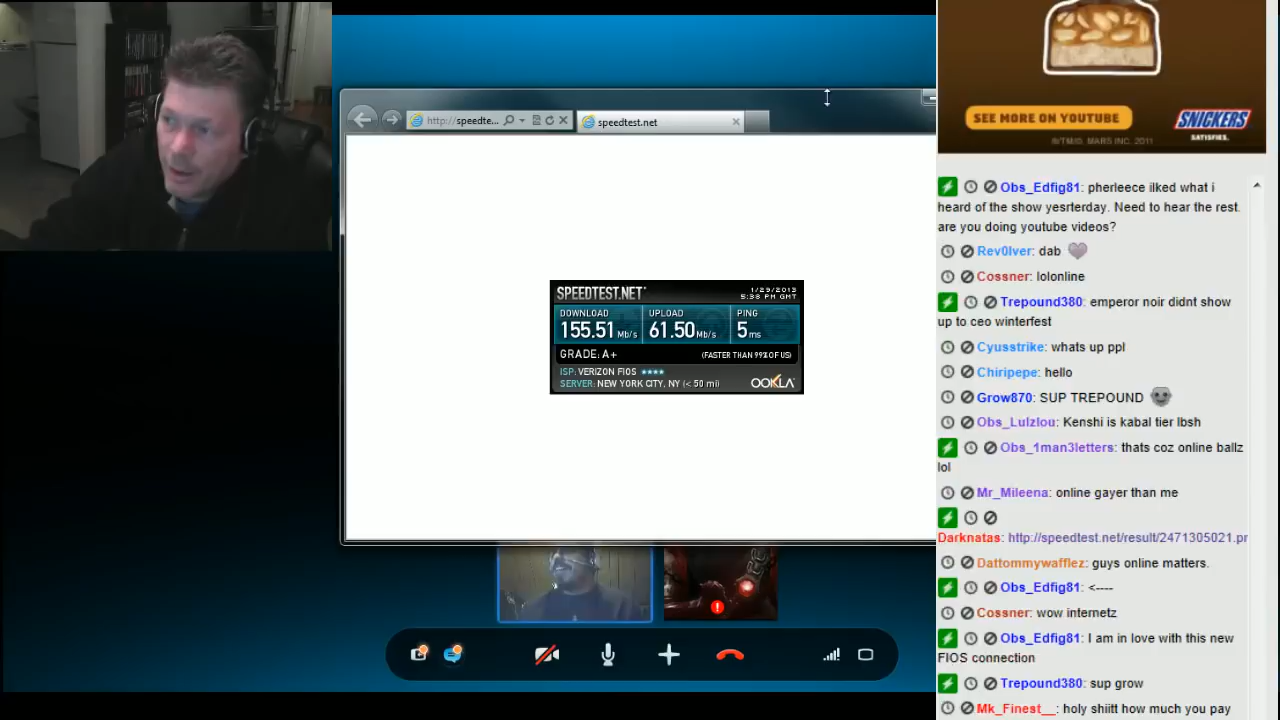 SEE MORE ON YOUTUBE
SNICKERS
SATISFIES.
®/TM/© MARS INC. 2011
http://speedte...
speedtest.net
SPEEDTEST.NET
1/29/2013
5:38 PM GMT
DOWNLOAD
UPLOAD
PING
155.51 Mb/s
61.50 Mb/s
5 ms
GRADE: A+
(FASTER THAN 99% OF US)
ISP: VERIZON FIOS ★★★★
SERVER: NEW YORK CITY, NY (< 50 mi)
OOKLA
Obs_Edfig81: pherleece ilked what i
heard of the show yesrterday. Need to hear the rest.
are you doing youtube videos?
Rev0lver: dab
Cossner: lolonline
Trepound380: emperor noir didnt show
up to ceo winterfest
Cyusstrike: whats up ppl
Chiripepe: hello
Grow870: SUP TREPOUND
Obs_Lulzlou: Kenshi is kabal tier lbsh
Obs_1man3letters: thats coz online ballz
lol
Mr_Mileena: online gayer than me
Darknatas: http://speedtest.net/result/2471305021.pr
Dattommywafflez: guys online matters.
Obs_Edfig81: <----
Cossner: wow internetz
Obs_Edfig81: I am in love with this new
FIOS connection
Trepound380: sup grow
Mk_Finest__: holy shiitt how much you pay